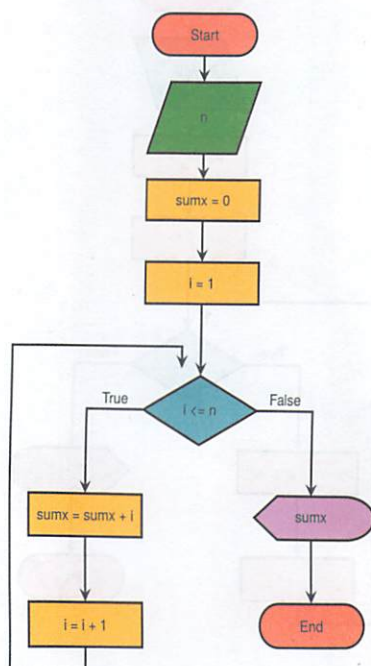 Start
n
sumx = 0
i = 1
i <= n
True
False
sumx = sumx + i
sumx
i = i + 1
End